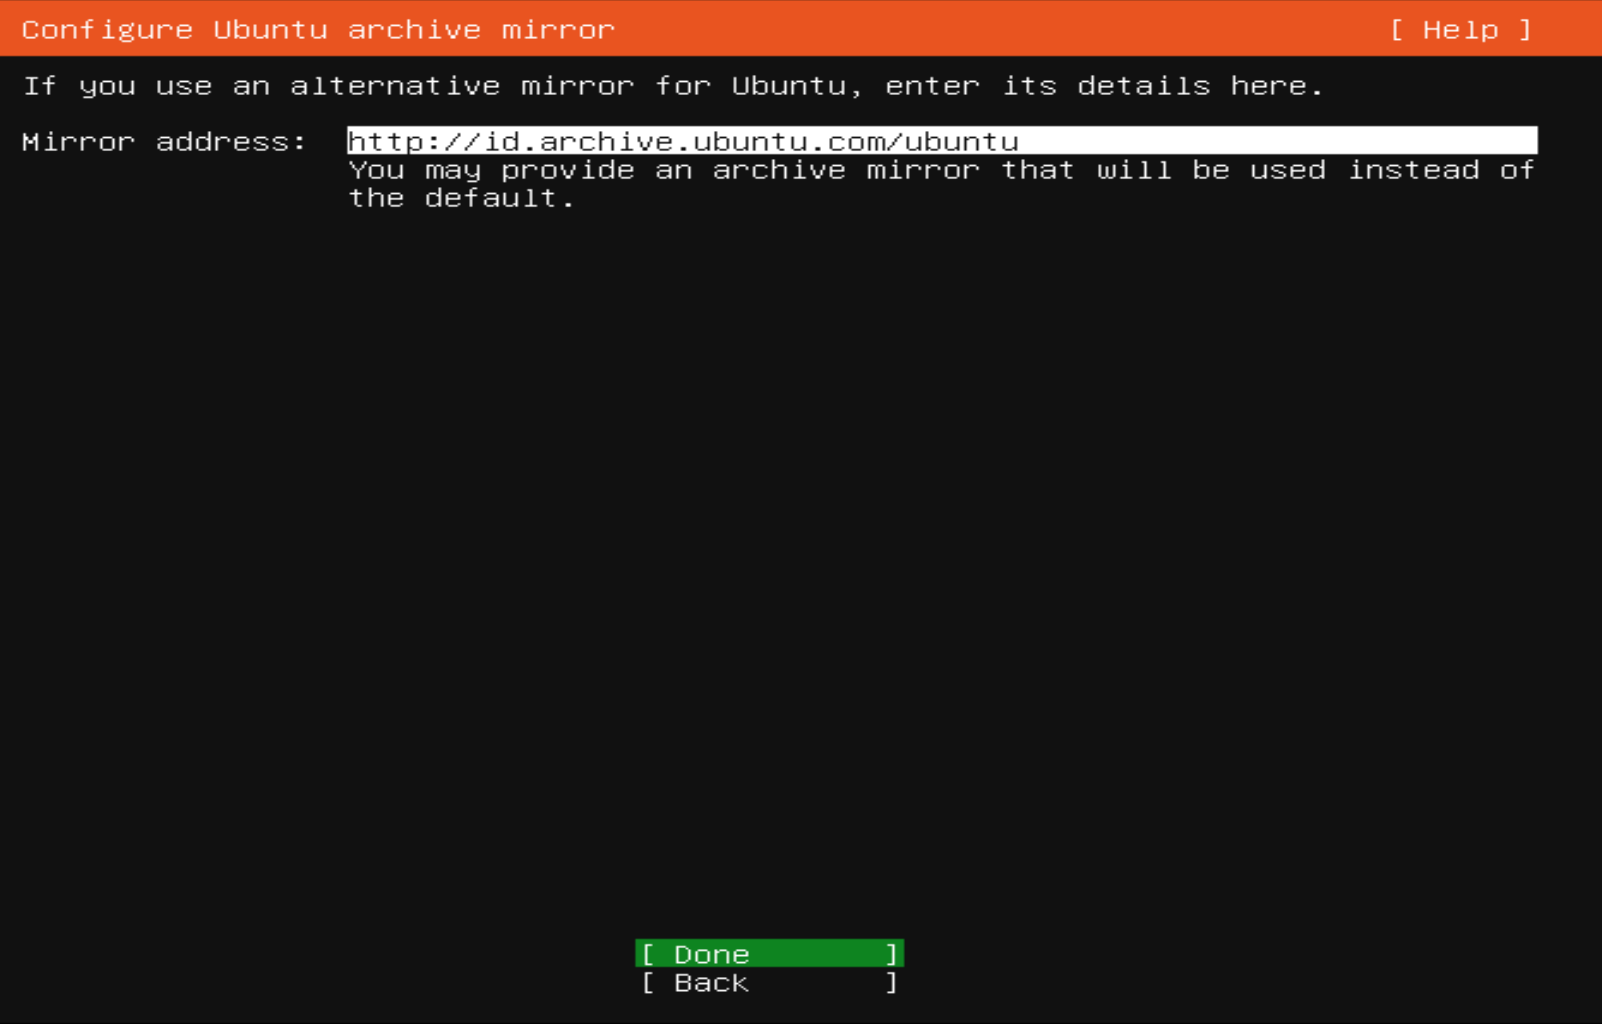 Configure Ubuntu archive mirror [ Help ]
If you use an alternative mirror for Ubuntu, enter its details here.
Mirror address: http://id.archive.ubuntu.com/ubuntu
You may provide an archive mirror that will be used instead of
the default.
[ Done ]
[ Back ]